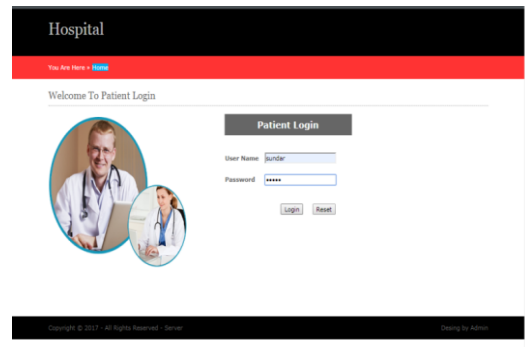 Hospital
You Are Here » Home
Welcome To Patient Login
Patient Login
User Name sundar
Password •••••
Login Reset
Copyright © 2017 - All Rights Reserved - Server Desing by Admin